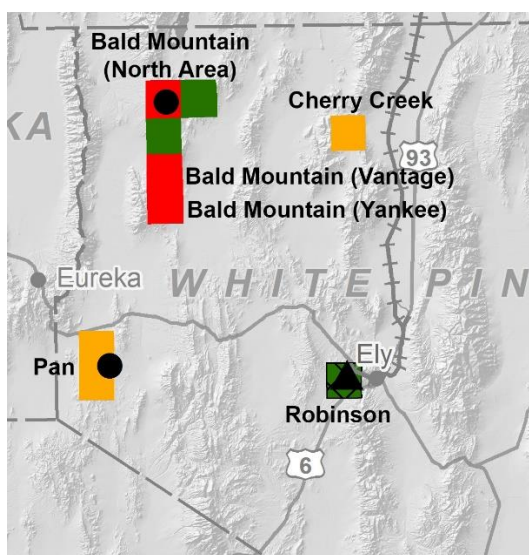 Bald Mountain
(North Area)
Cherry Creek
KA
93
Bald Mountain (Vantage)
Bald Mountain (Yankee)
Eureka
WHITE PIN
Pan
Ely
Robinson
6